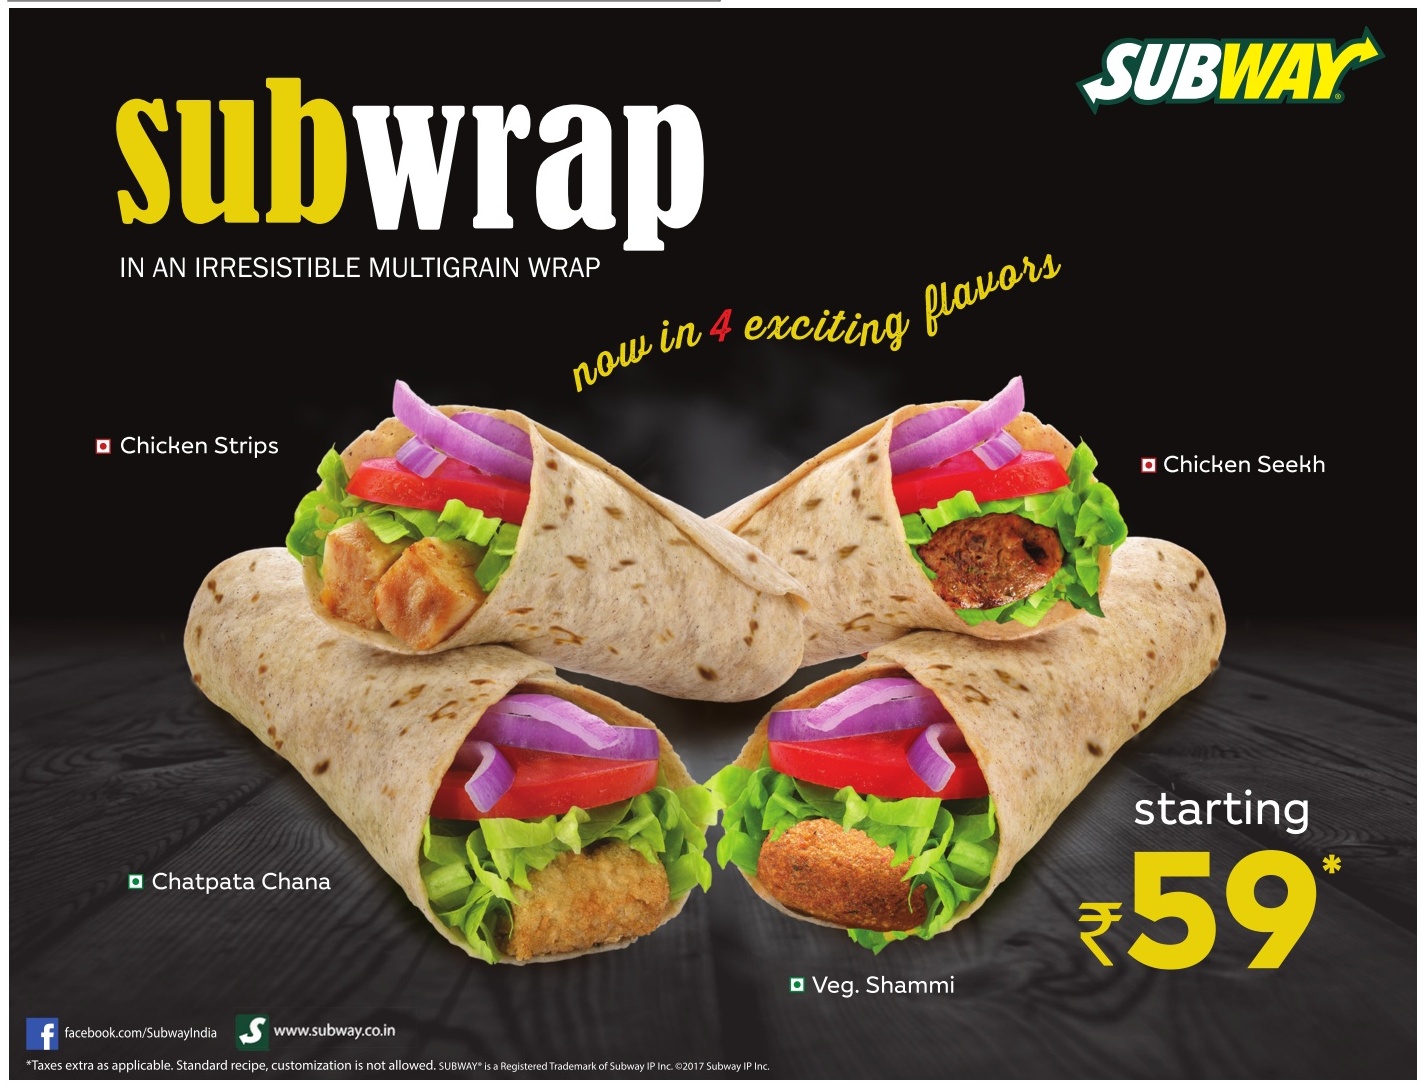 SUBWAY®
subwrap
IN AN IRRESISTIBLE MULTIGRAIN WRAP
now in 4 exciting flavors
Chicken Strips
Chicken Seekh
Chatpata Chana
Veg. Shammi
starting
₹59*
facebook.com/SubwayIndia
www.subway.co.in
*Taxes extra as applicable. Standard recipe, customization is not allowed. SUBWAY® is a Registered Trademark of Subway IP Inc. ©2017 Subway IP Inc.